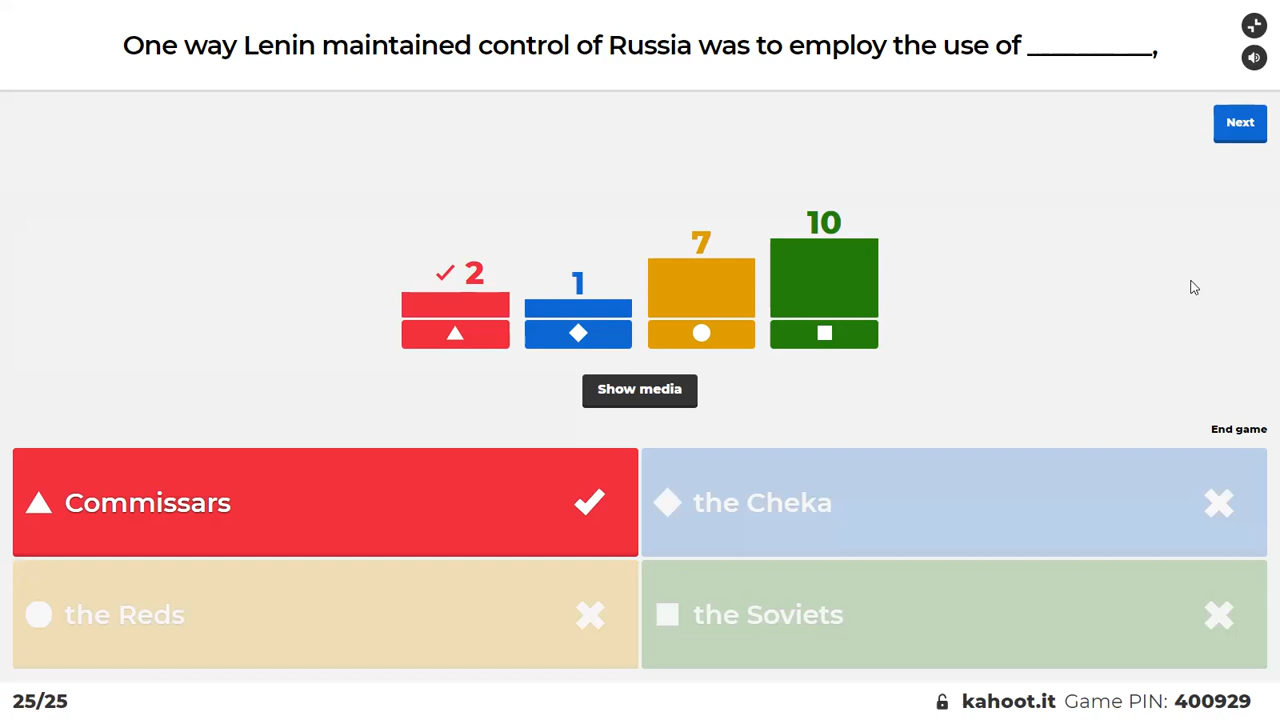 One way Lenin maintained control of Russia was to employ the use of _________,
Next
2
1
7
10
Show media
End game
Commissars
the Cheka
the Reds
the Soviets
25/25
kahoot.it Game PIN: 400929